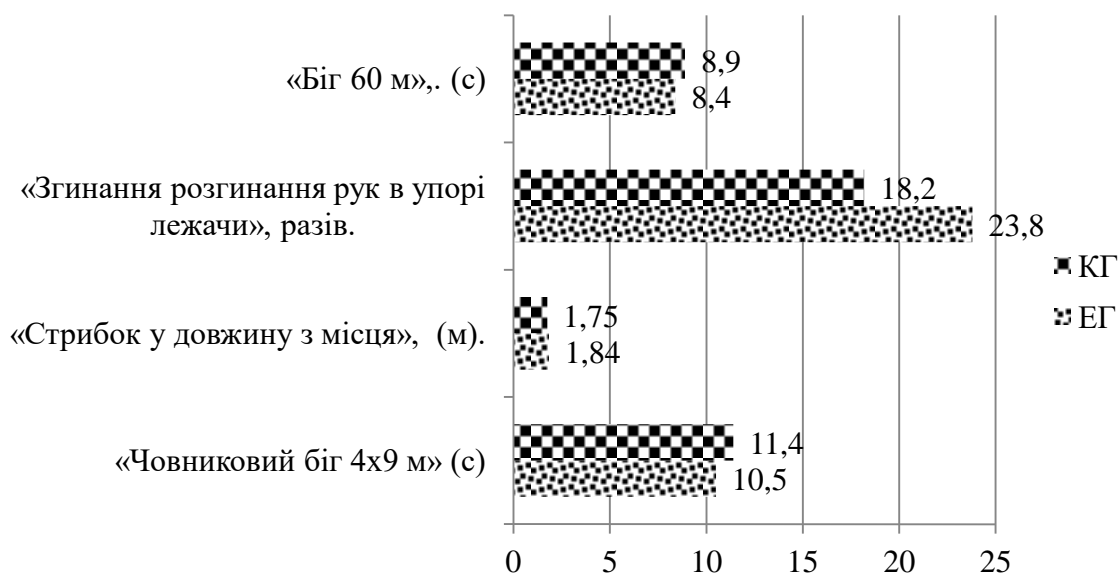 «Біг 60 м»,. (с)
8,9
8,4
«Згинання розгинання рук в упорі
лежачи», разів.
18,2
23,8
«Стрибок у довжину з місця», (м).
1,75
1,84
«Човниковий біг 4х9 м» (с)
11,4
10,5
КГ
ЕГ
0 5 10 15 20 25